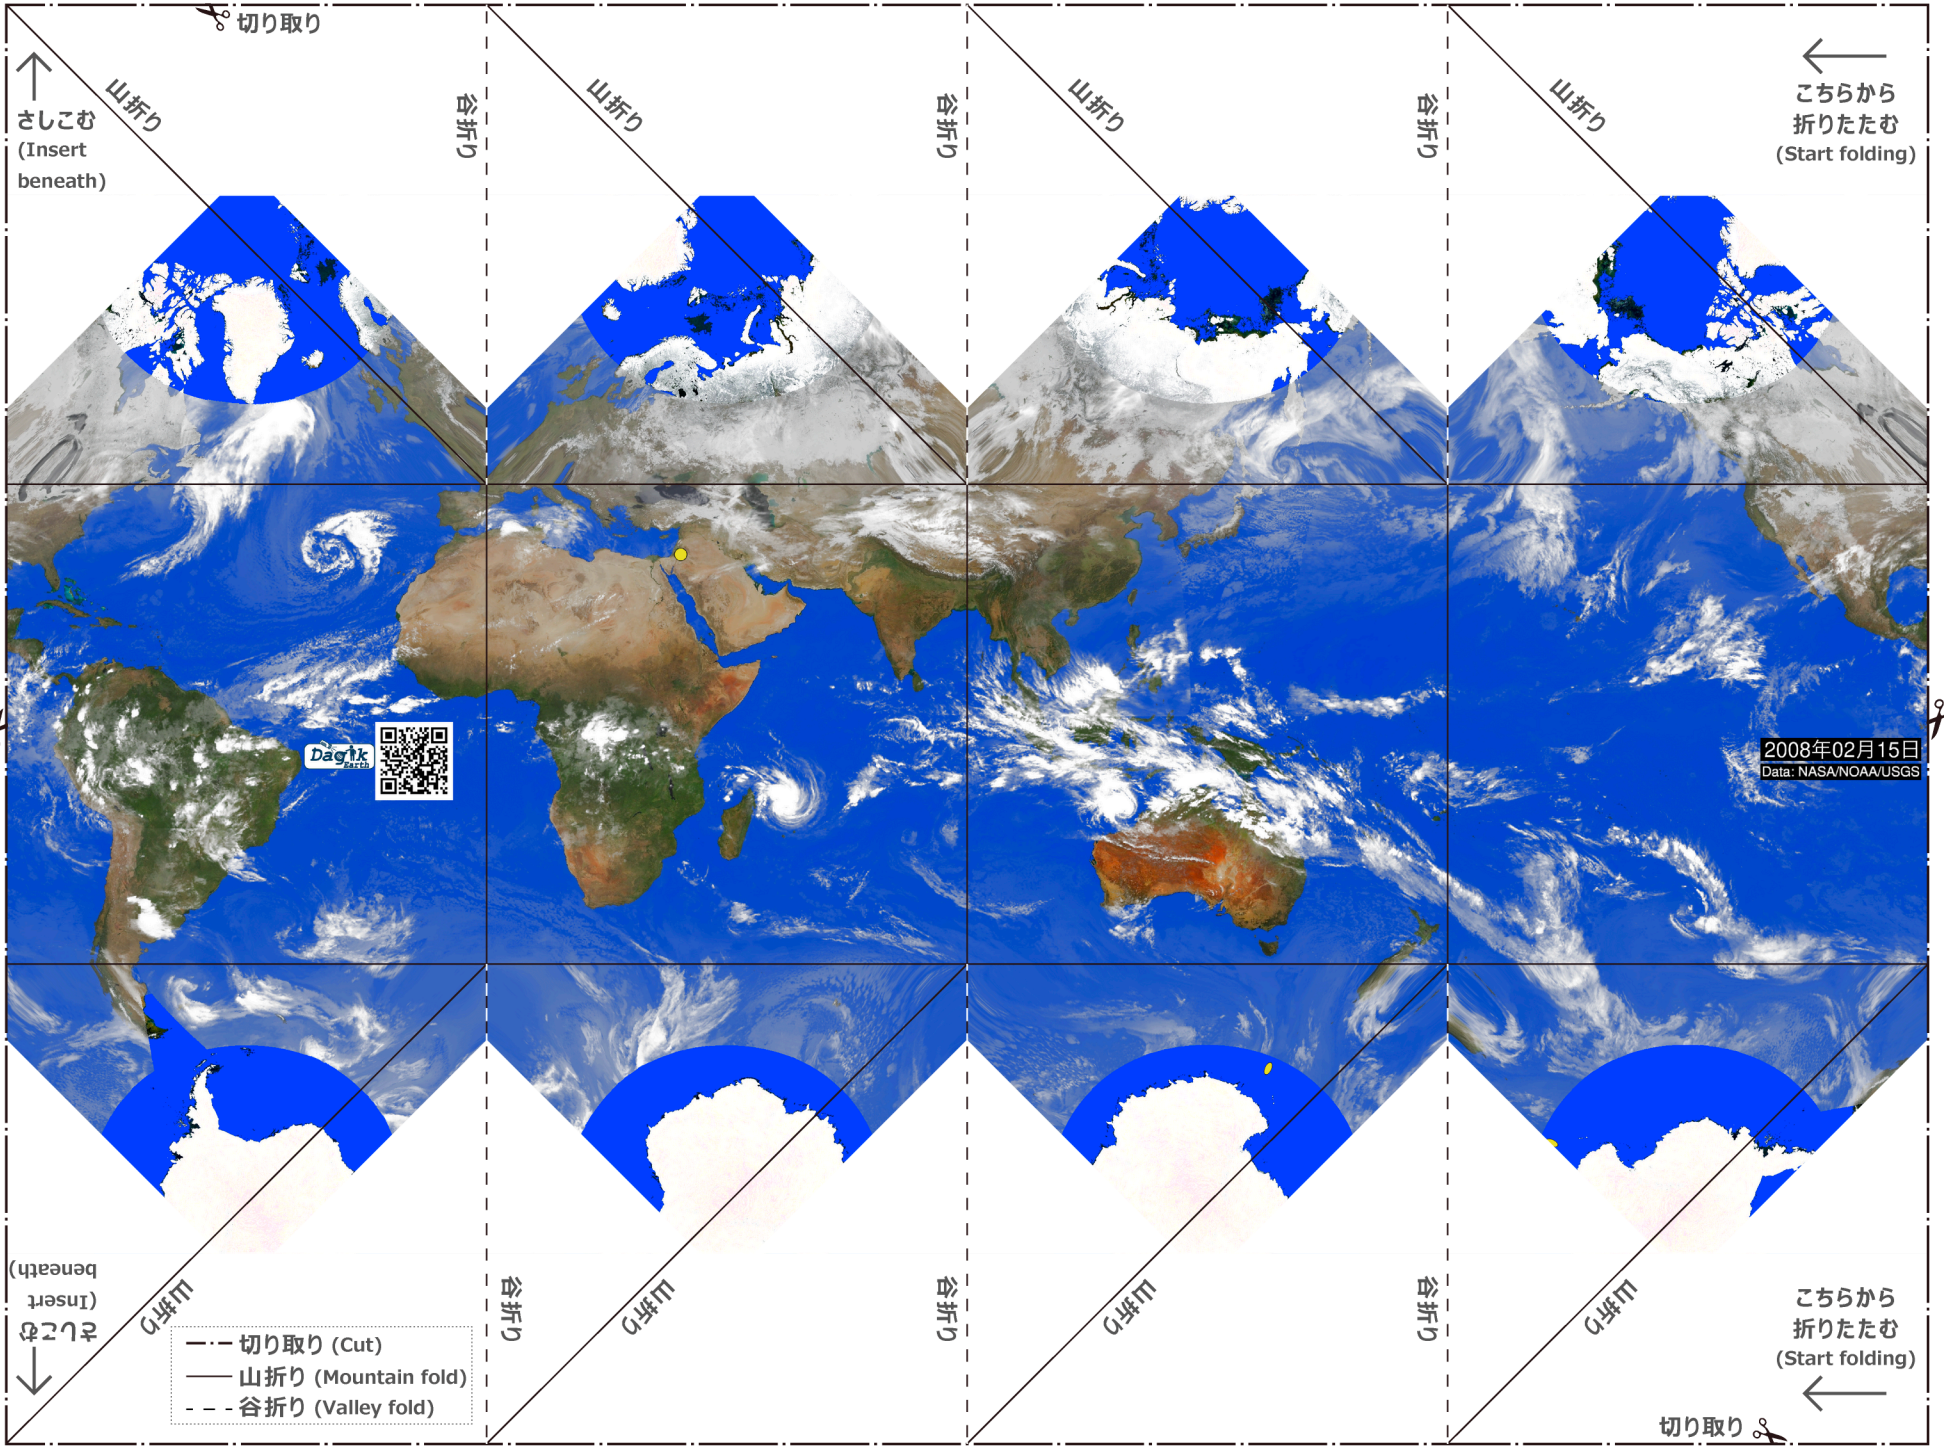 切り取り
山折り
谷折り
山折り
谷折り
山折り
谷折り
山折り
こちらから
折りたたむ
(Start folding)
さしこむ
(Insert
beneath)
Dagik
Earth
2008年02月15日
Data: NASA/NOAA/USGS
さしこむ
(Insert
beneath)
山折り
谷折り
山折り
谷折り
山折り
谷折り
山折り
こちらから
折りたたむ
(Start folding)
切り取り (Cut)
山折り (Mountain fold)
谷折り (Valley fold)
切り取り